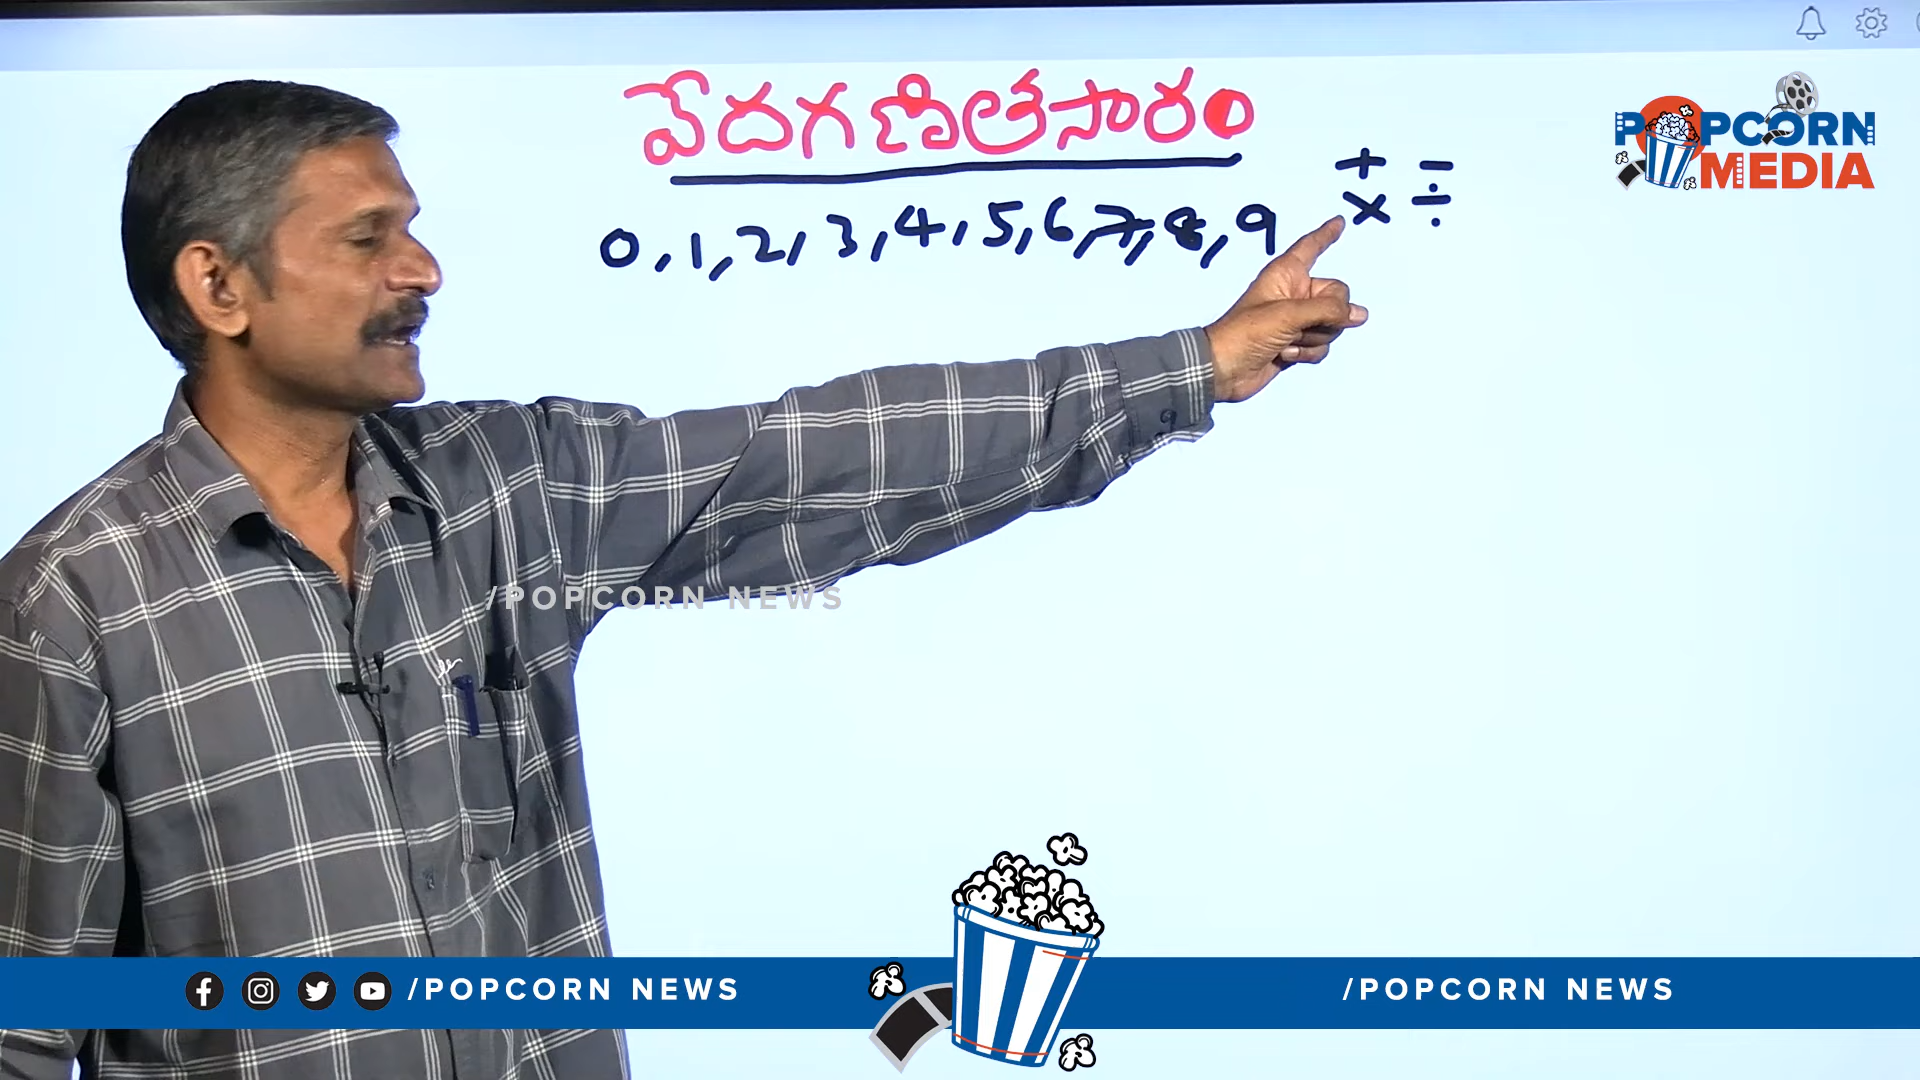 వేదగణితసారం
POPCORN
MEDIA
+ −
× ÷
0, 1, 2, 3, 4, 5, 6, 7, 8, 9
/POPCORN NEWS
/POPCORN NEWS
/POPCORN NEWS